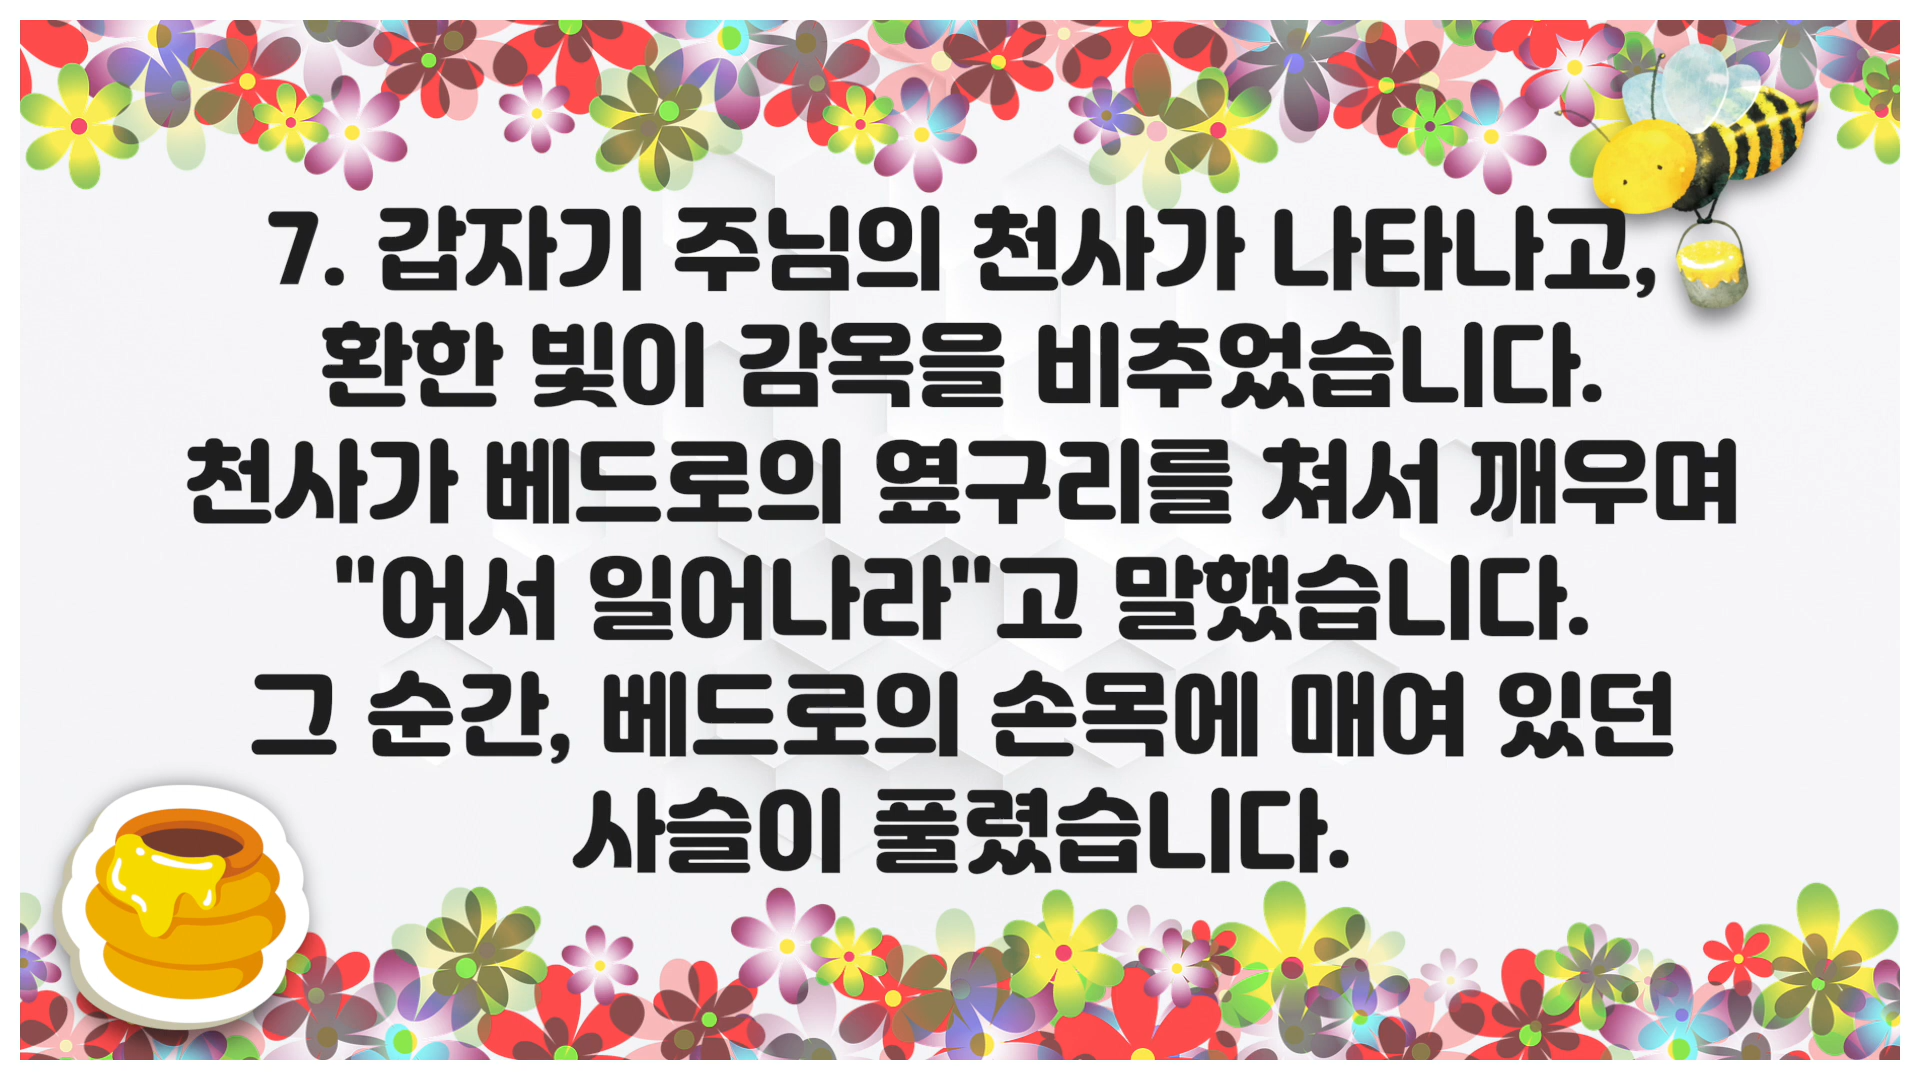 7. 갑자기 주님의 천사가 나타나고,
환한 빛이 감옥을 비추었습니다.
천사가 베드로의 옆구리를 쳐서 깨우며
"어서 일어나라"고 말했습니다.
그 순간, 베드로의 손목에 매여 있던
사슬이 풀렸습니다.